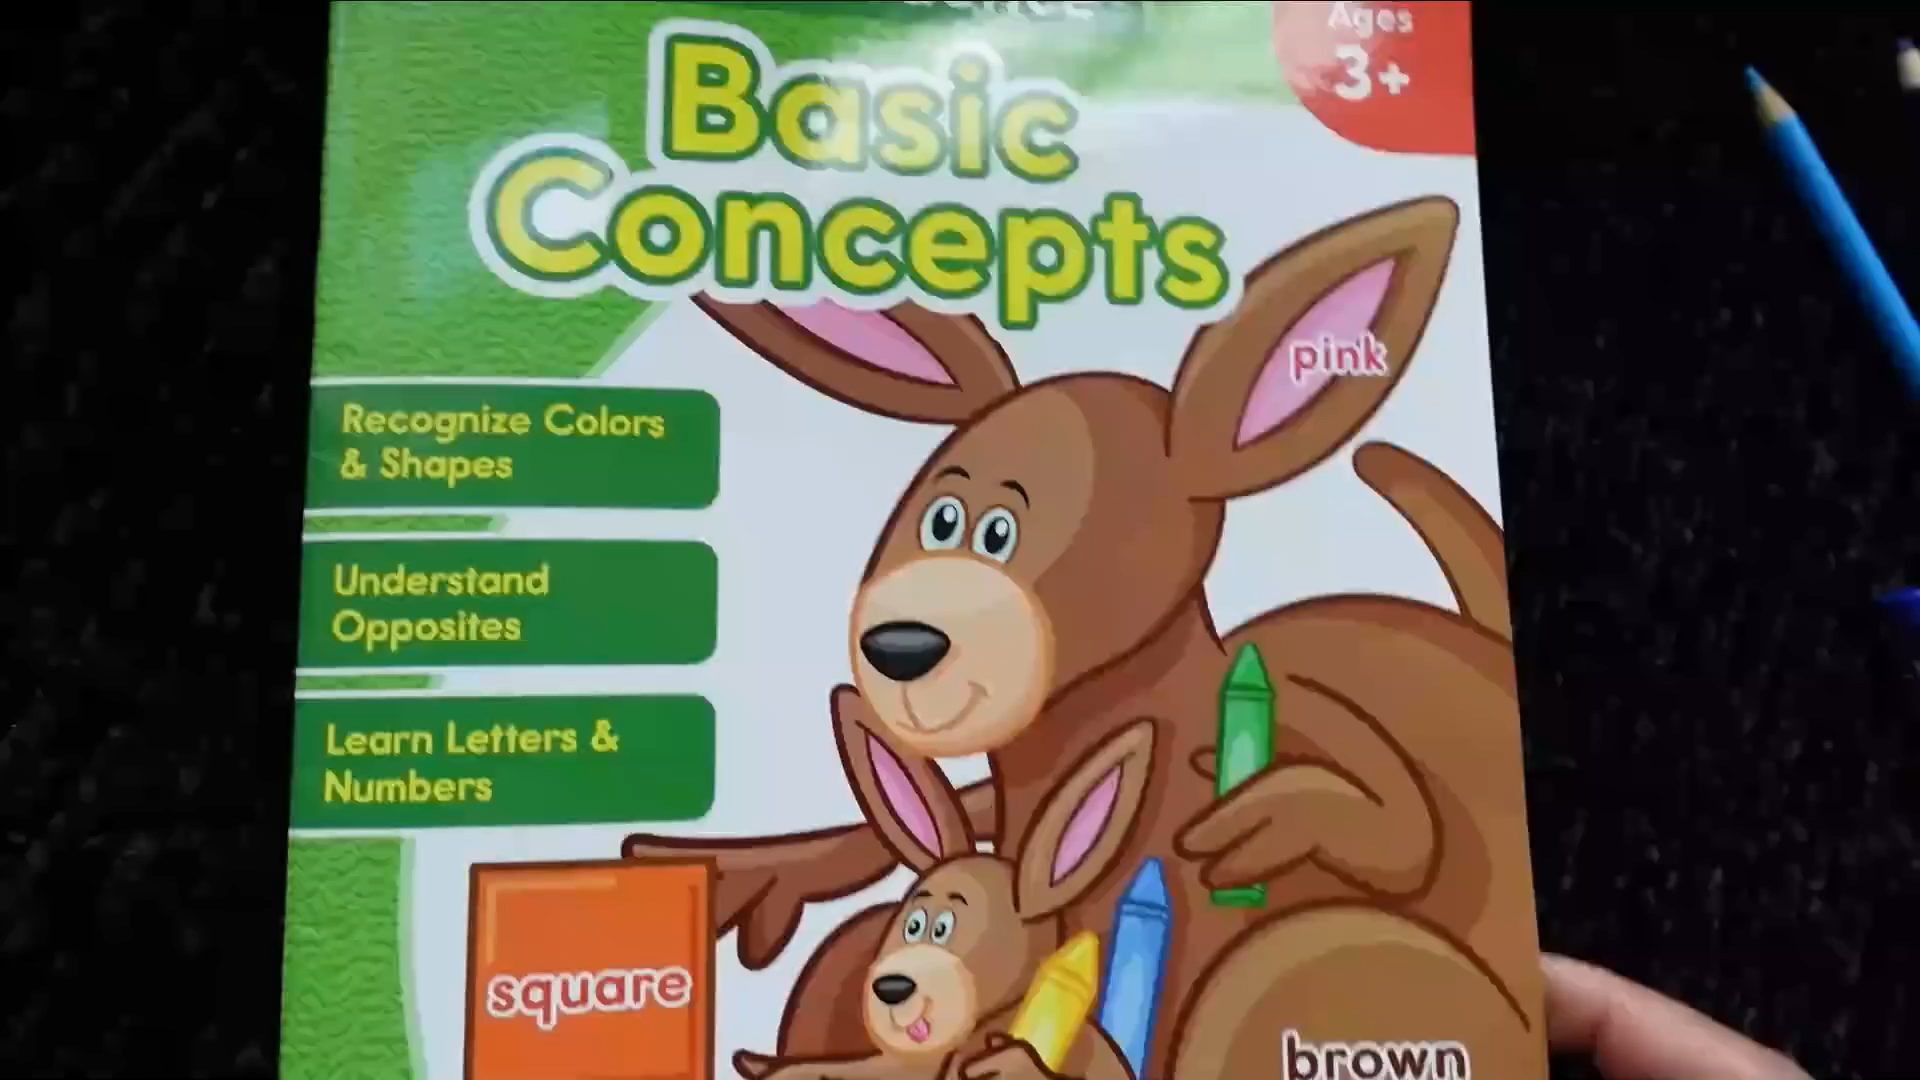 Ages
3+
Basic
Concepts
pink
Recognize Colors
& Shapes
Understand
Opposites
Learn Letters &
Numbers
square
brown